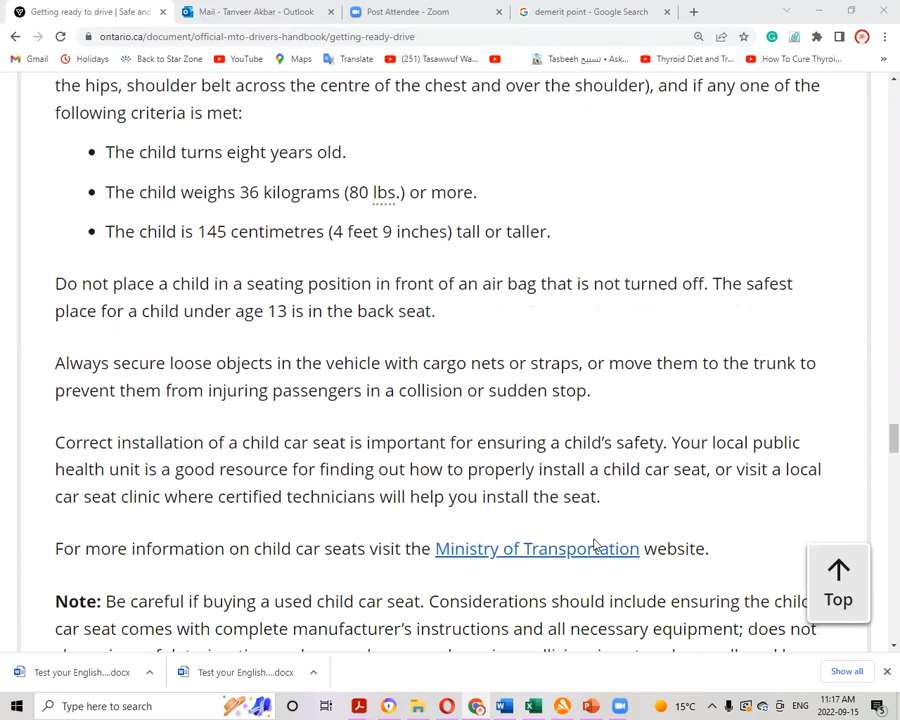 Getting ready to drive | Safe and
Mail - Tanveer Akbar - Outlook
Post Attendee - Zoom
demerit point - Google Search
ontario.ca/document/official-mto-drivers-handbook/getting-ready-drive
Gmail Holidays Back to Star Zone YouTube Maps Translate (251) Tasawwuf Wa... Tasbeeh تسبيح • Ask... Thyroid Diet and Tr... How To Cure Thyroi... »
the hips, shoulder belt across the centre of the chest and over the shoulder), and if any one of the
following criteria is met:
• The child turns eight years old.
• The child weighs 36 kilograms (80 lbs.) or more.
• The child is 145 centimetres (4 feet 9 inches) tall or taller.
Do not place a child in a seating position in front of an air bag that is not turned off. The safest
place for a child under age 13 is in the back seat.
Always secure loose objects in the vehicle with cargo nets or straps, or move them to the trunk to
prevent them from injuring passengers in a collision or sudden stop.
Correct installation of a child car seat is important for ensuring a child's safety. Your local public
health unit is a good resource for finding out how to properly install a child car seat, or visit a local
car seat clinic where certified technicians will help you install the seat.
For more information on child car seats visit the Ministry of Transportation website.
Top
Note: Be careful if buying a used child car seat. Considerations should include ensuring the child
car seat comes with complete manufacturer's instructions and all necessary equipment; does not
Test your English....docx
Test your English....docx
Show all
Type here to search
15°C
11:17 AM
2022-09-15